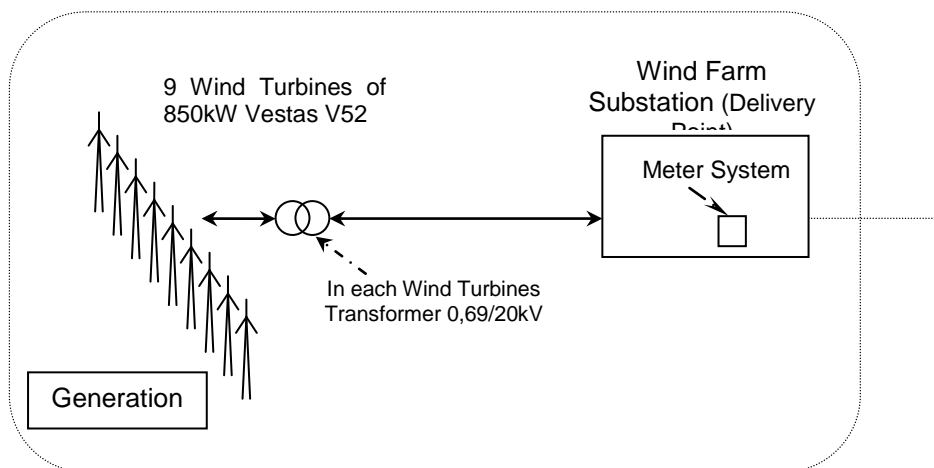 9 Wind Turbines of
850kW Vestas V52
Wind Farm
Substation (Delivery
Point)
Meter System
In each Wind Turbines
Transformer 0,69/20kV
Generation